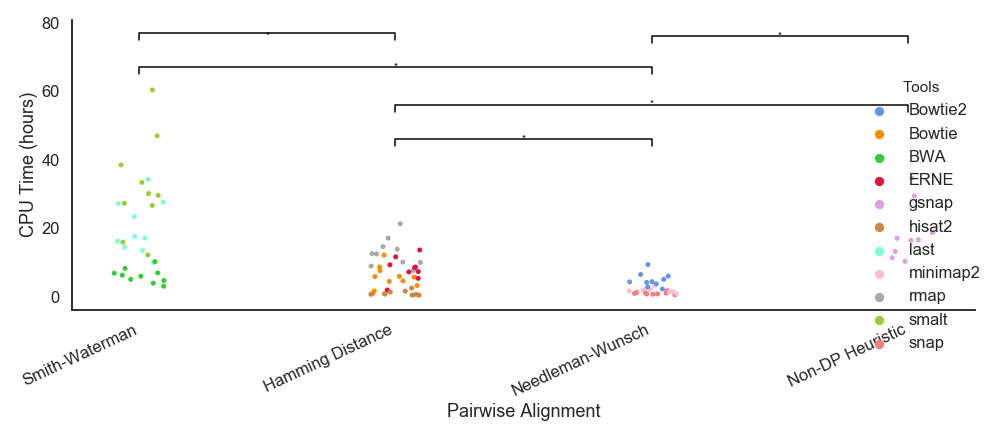 80
60
40
20
0
CPU Time (hours)
*
*
*
*
*
Tools
Bowtie2
Bowtie
BWA
ERNE
gsnap
hisat2
last
minimap2
rmap
smalt
snap
Smith-Waterman
Hamming Distance
Needleman-Wunsch
Non-DP Heuristic
Pairwise Alignment